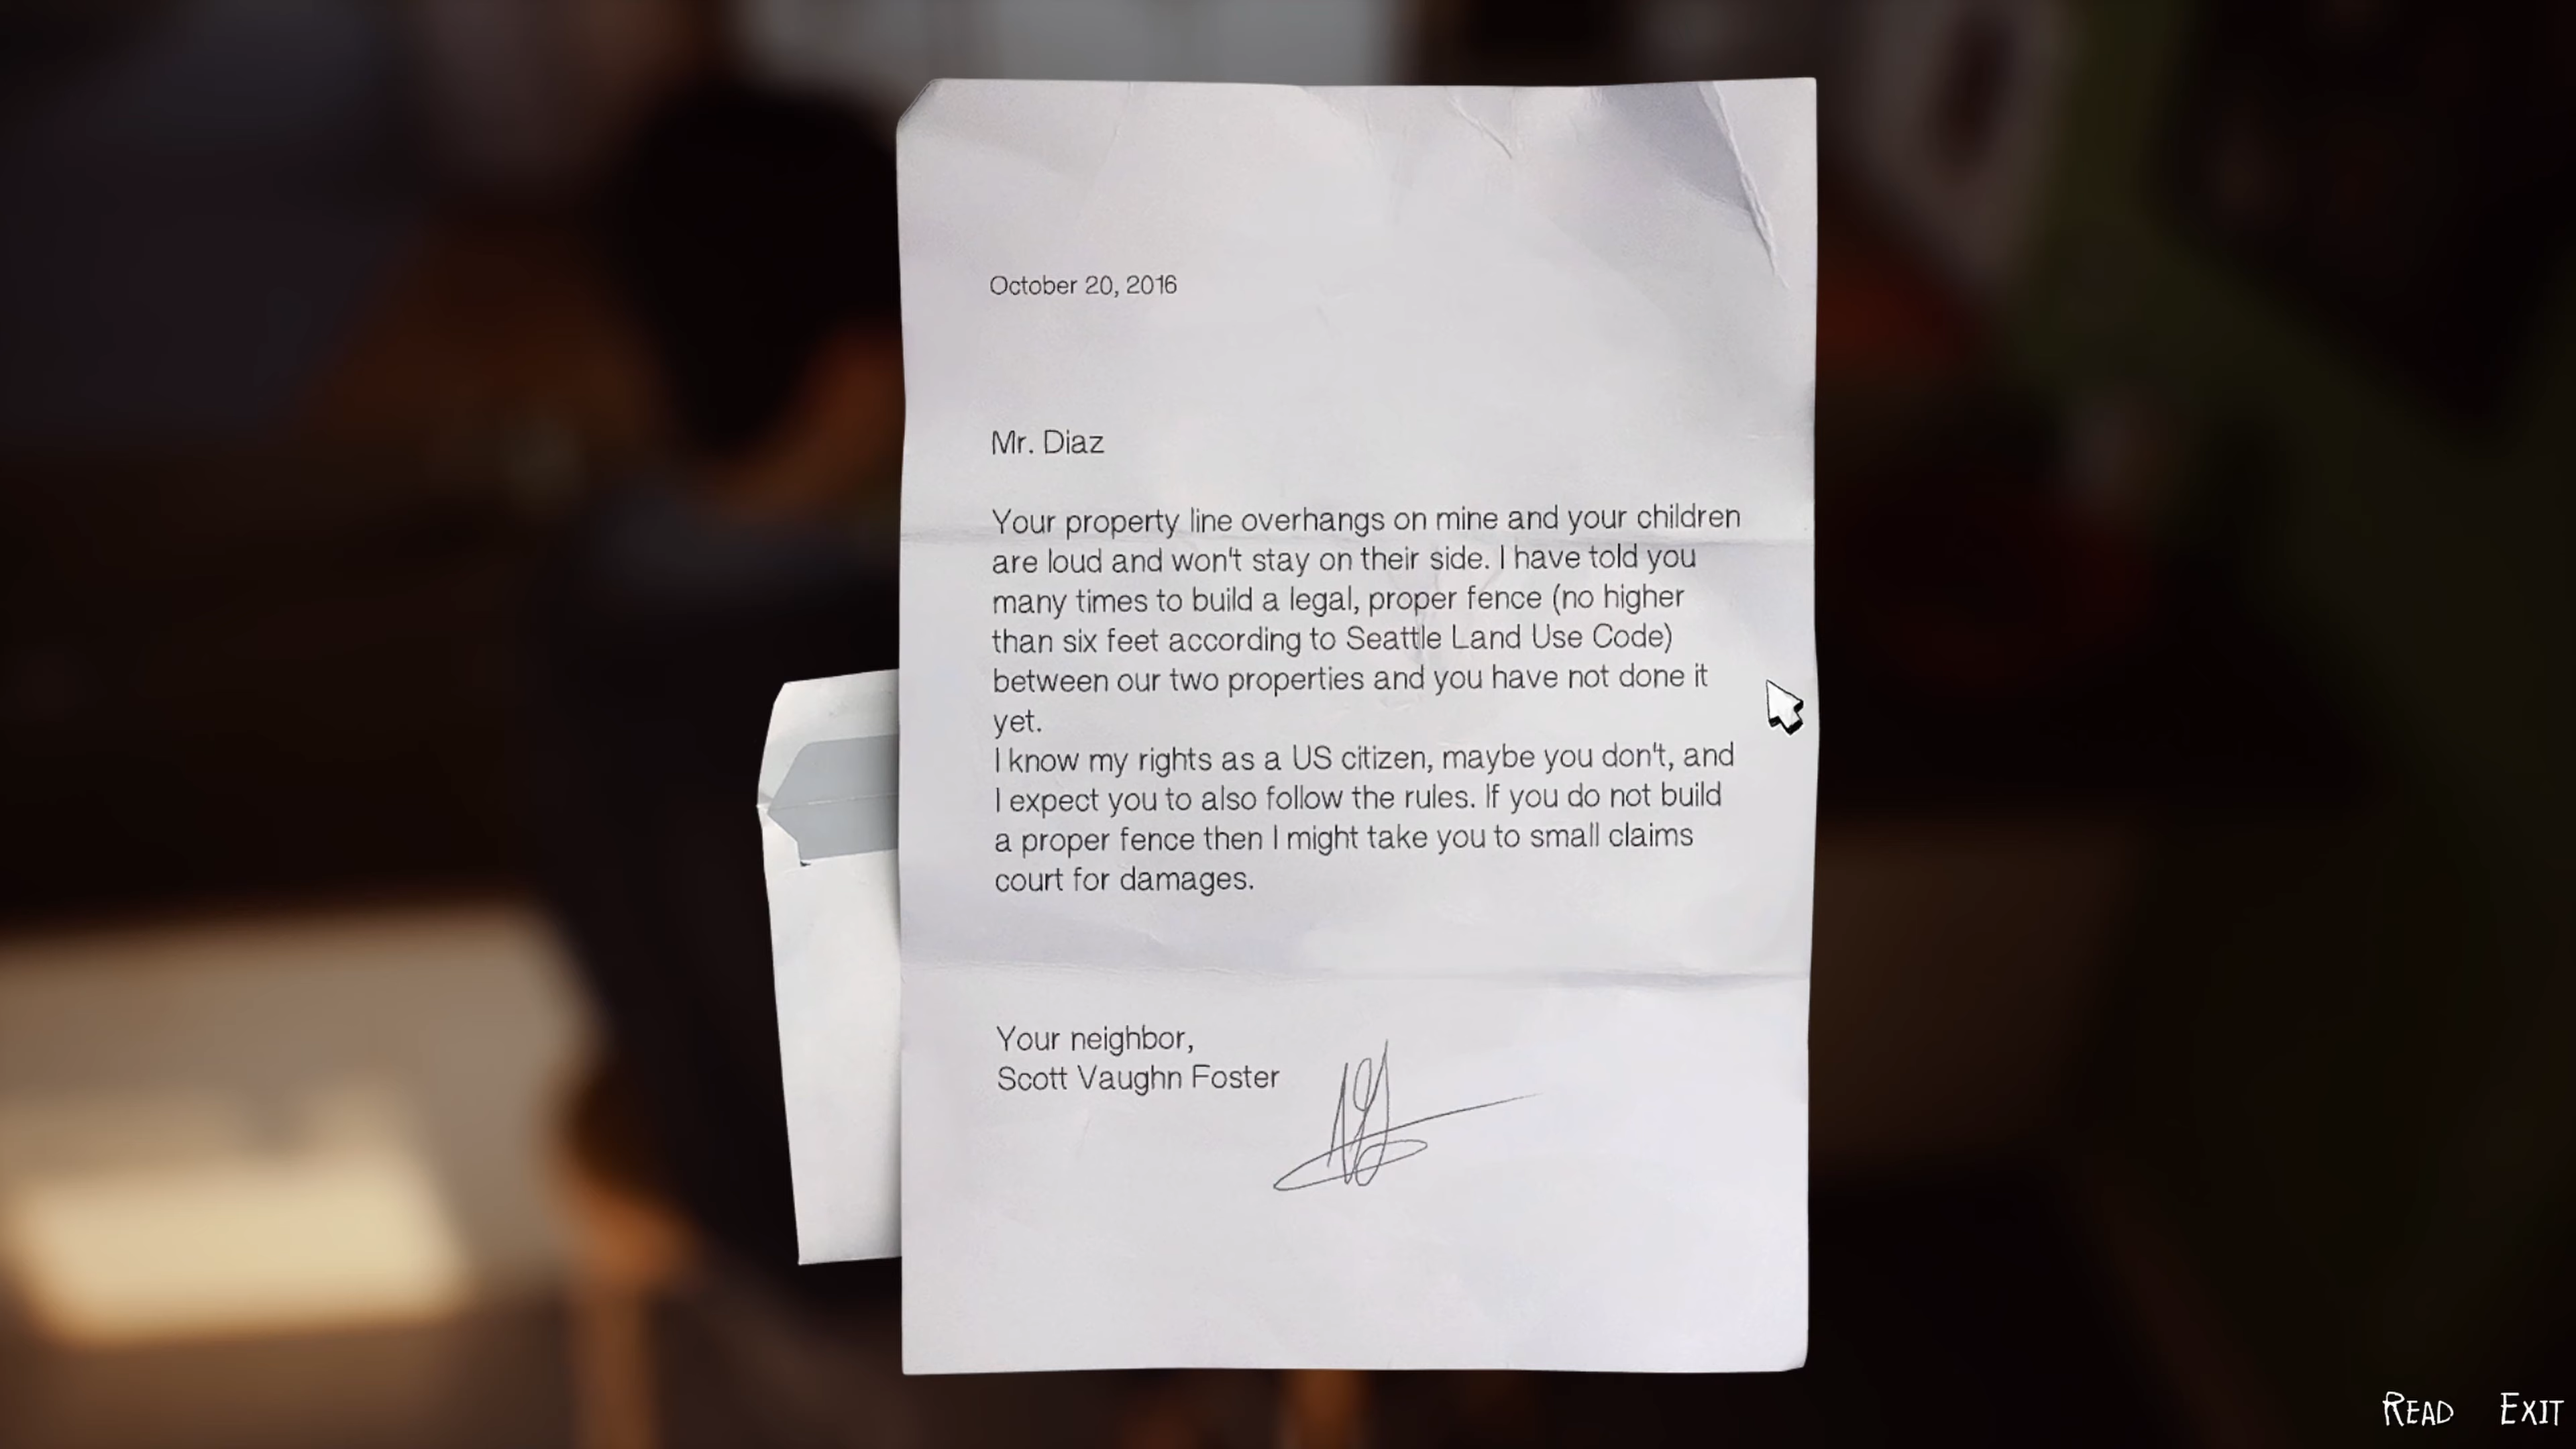 October 20, 2016
Mr. Diaz
Your property line overhangs on mine and your children
are loud and won't stay on their side. I have told you
many times to build a legal, proper fence (no higher
than six feet according to Seattle Land Use Code)
between our two properties and you have not done it
yet.
I know my rights as a US citizen, maybe you don't, and
I expect you to also follow the rules. If you do not build
a proper fence then I might take you to small claims
court for damages.
Your neighbor,
Scott Vaughn Foster
READ EXIT